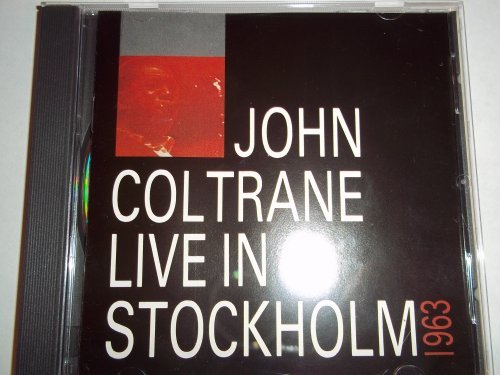 JOHN
COLTRANE
LIVE IN
STOCKHOLM
1963